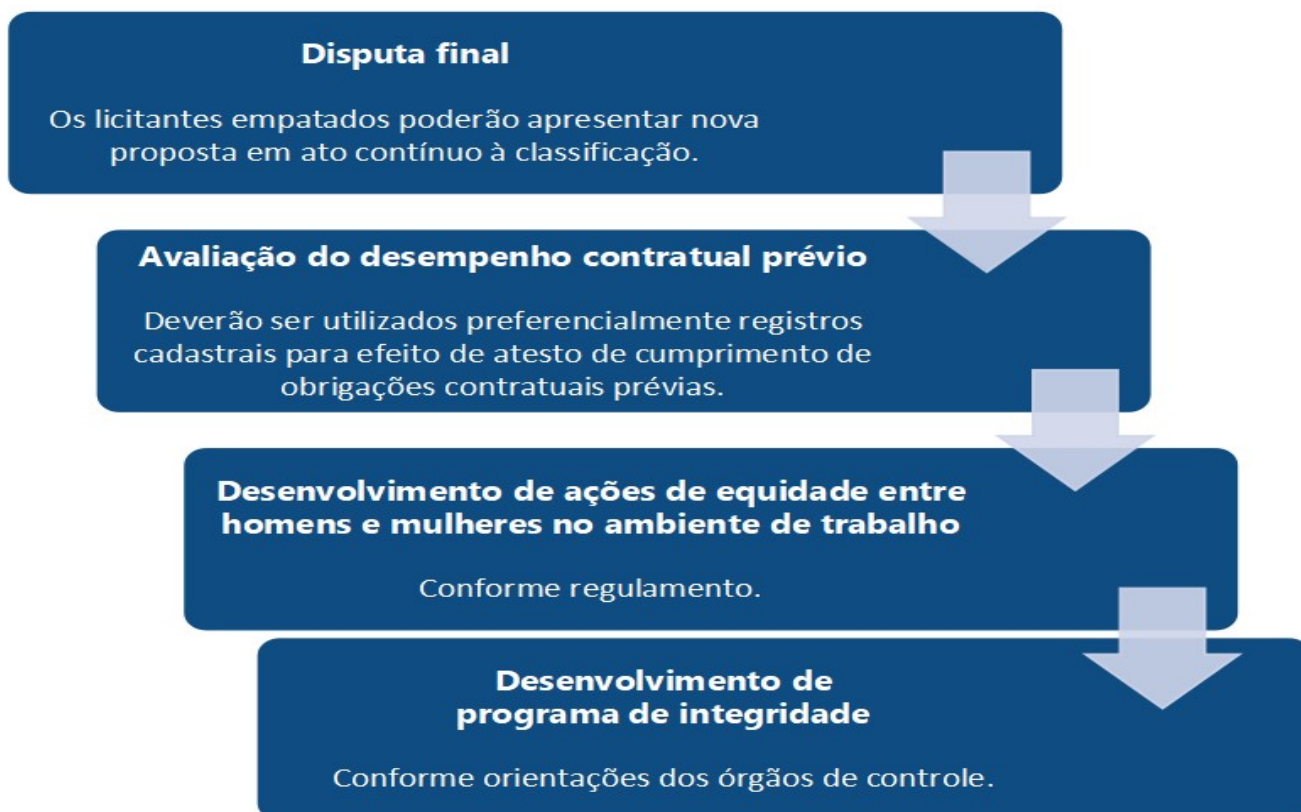 Disputa final
Os licitantes empatados poderão apresentar nova
proposta em ato contínuo à classificação.
Avaliação do desempenho contratual prévio
Deverão ser utilizados preferencialmente registros
cadastrais para efeito de atesto de cumprimento de
obrigações contratuais prévias.
Desenvolvimento de ações de equidade entre
homens e mulheres no ambiente de trabalho
Conforme regulamento.
Desenvolvimento de
programa de integridade
Conforme orientações dos órgãos de controle.